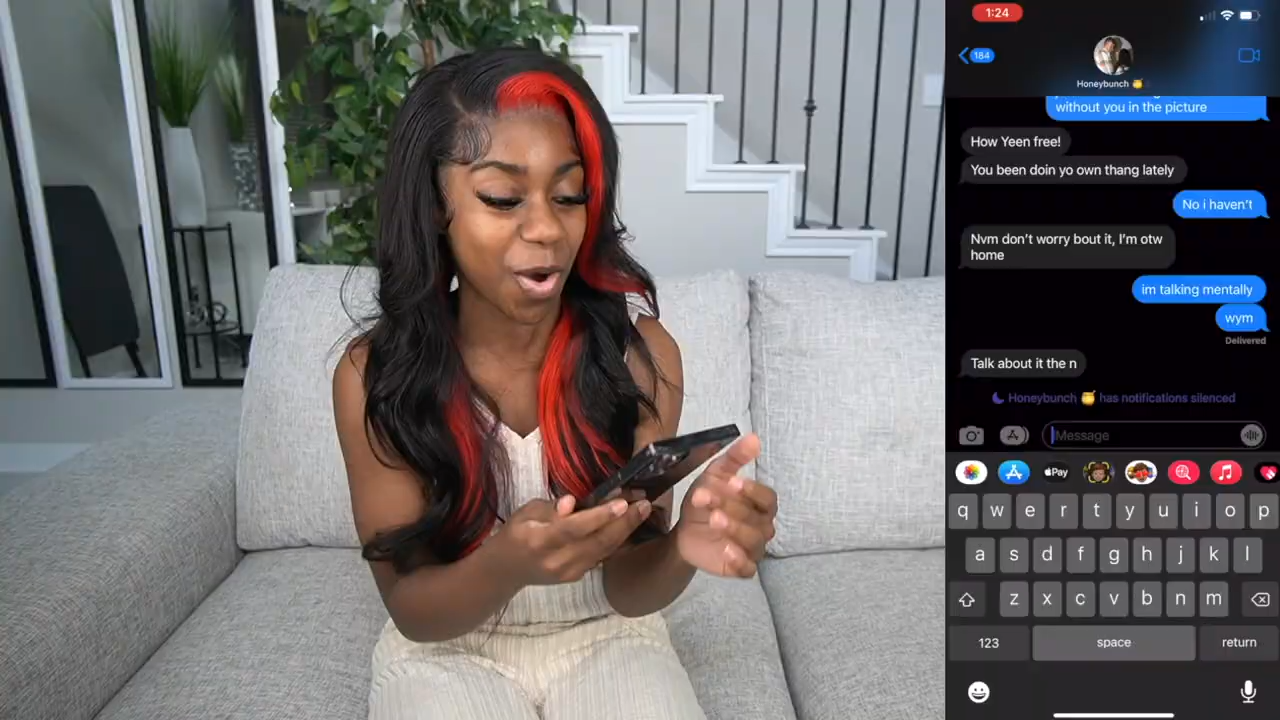 1:24
184
Honeybunch 🍯
without you in the picture
How Yeen free!
You been doin yo own thang lately
No i haven't
Nvm don't worry bout it, I'm otw
home
im talking mentally
wym
Delivered
Talk about it the n
Honeybunch 🍯 has notifications silenced
Message
Pay
q w e r t y u i o p
a s d f g h j k l
z x c v b n m
123 space return